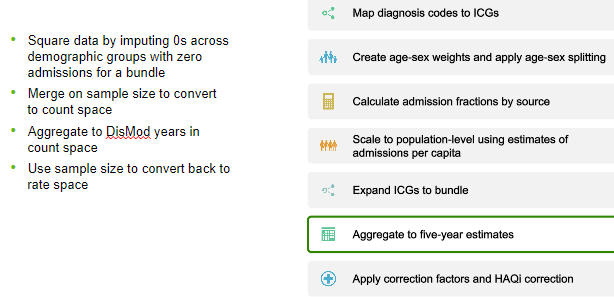 Square data by imputing 0s across
demographic groups with zero
admissions for a bundle
Merge on sample size to convert
to count space
Aggregate to DisMod years in
count space
Use sample size to convert back to
rate space
Map diagnosis codes to ICGs
Create age-sex weights and apply age-sex splitting
Calculate admission fractions by source
Scale to population-level using estimates of
admissions per capita
Expand ICGs to bundle
Aggregate to five-year estimates
Apply correction factors and HAQi correction